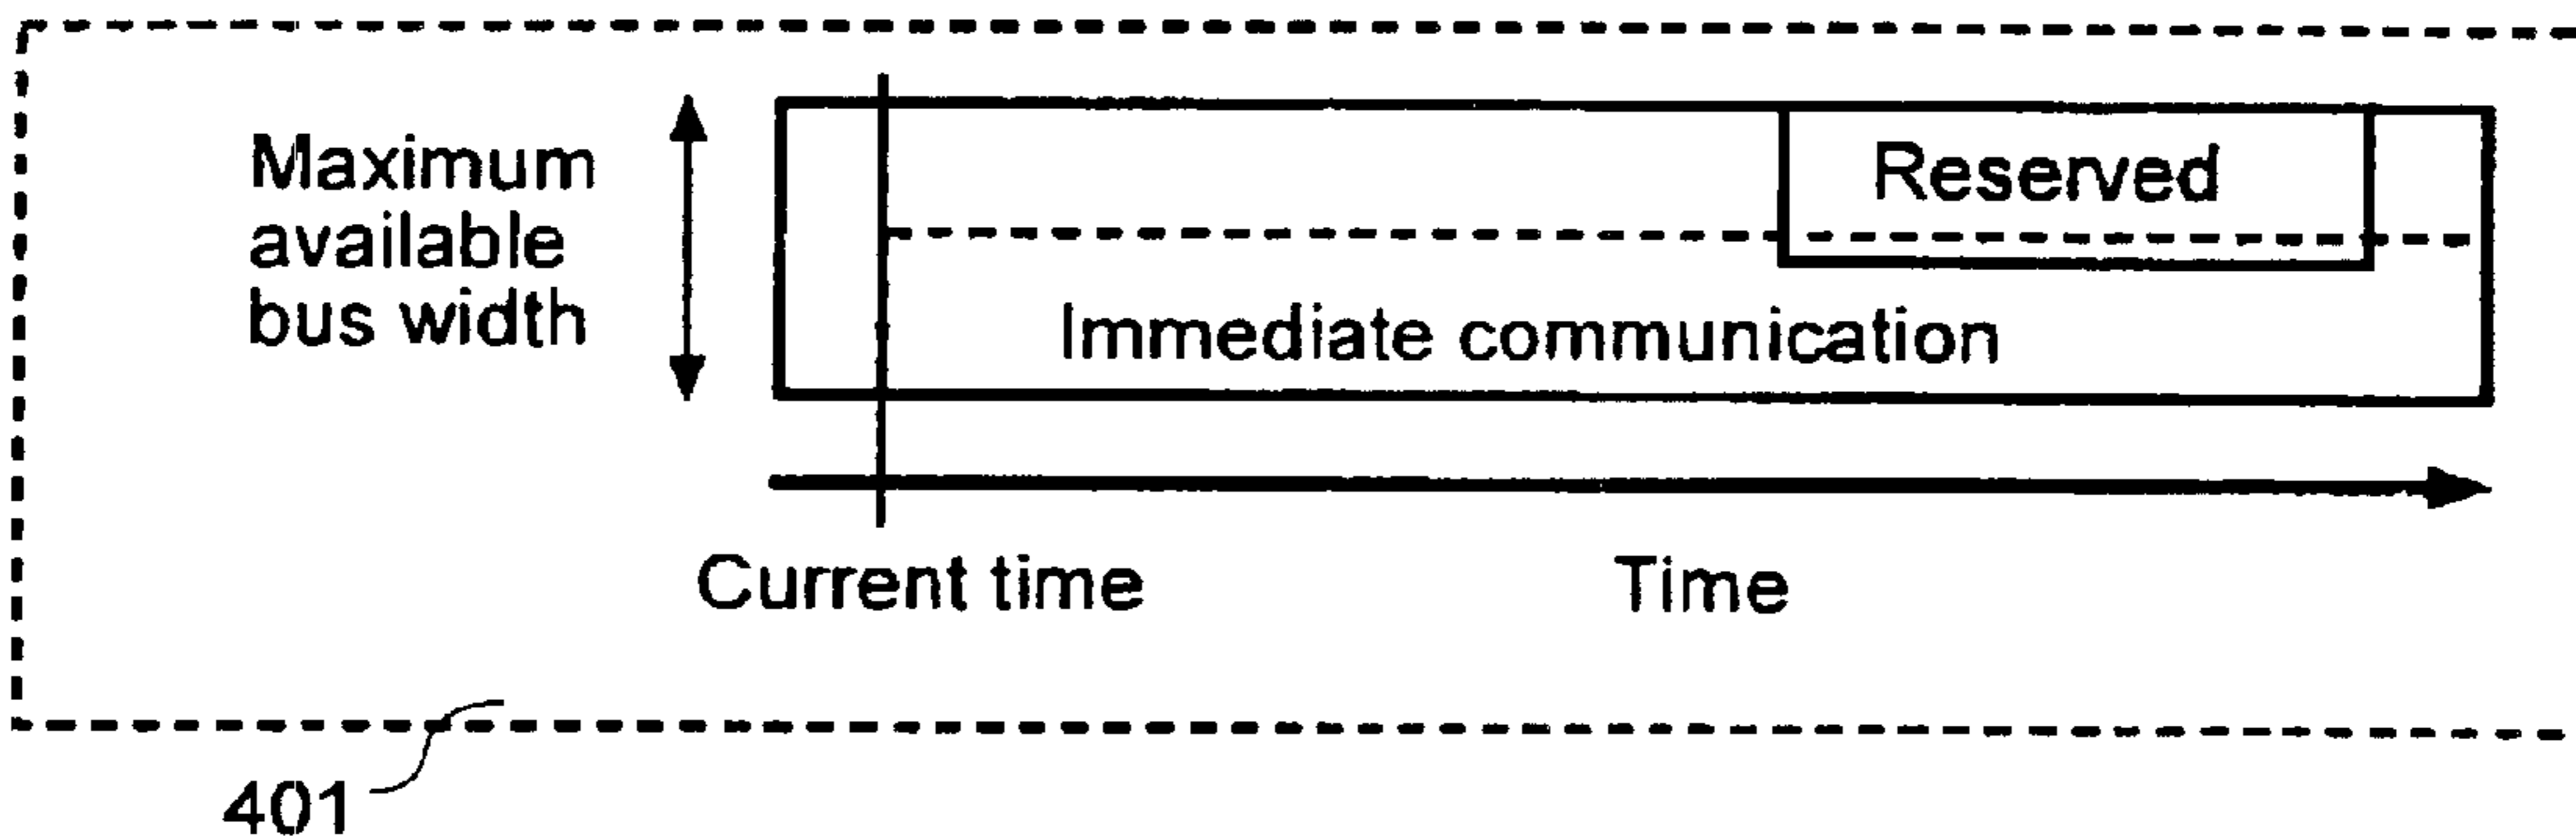 Maximum
available
bus width
Reserved
Immediate communication
Current time
Time
401